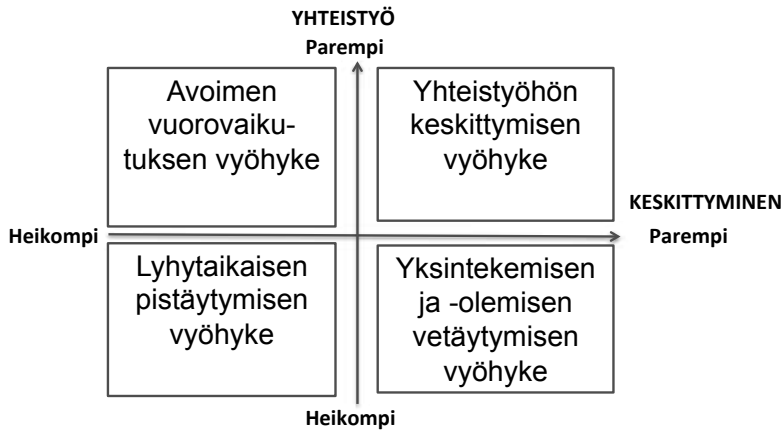 YHTEISTYÖ
Parempi
Avoimen
vuorovaiku-
tuksen vyöhyke
Yhteistyöhön
keskittymisen
vyöhyke
KESKITTYMINEN
Heikompi
Parempi
Lyhytaikaisen
pistäytymisen
vyöhyke
Yksintekemisen
ja -olemisen
vetäytymisen
vyöhyke
Heikompi